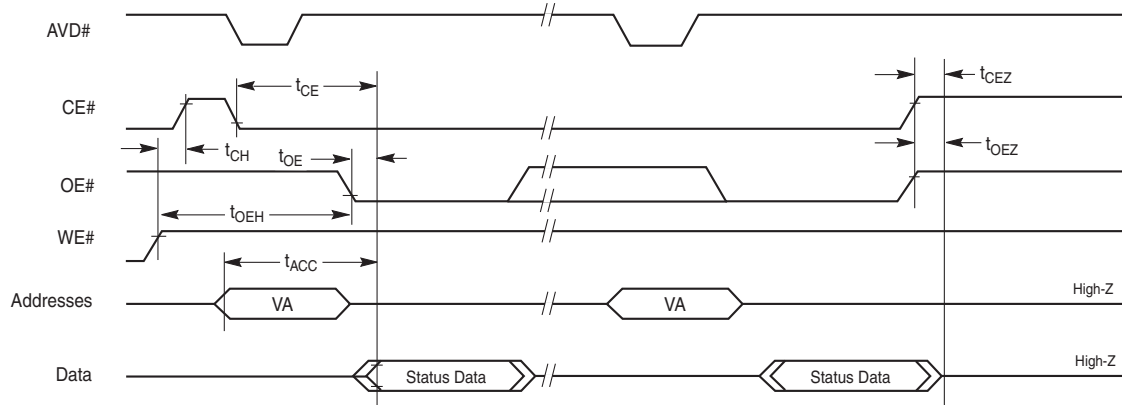 AVD#
tCE
tCEZ
CE#
tCH
tOE
tOEZ
OE#
tOEH
WE#
tACC
Addresses
VA
VA
High-Z
Data
Status Data
Status Data
High-Z